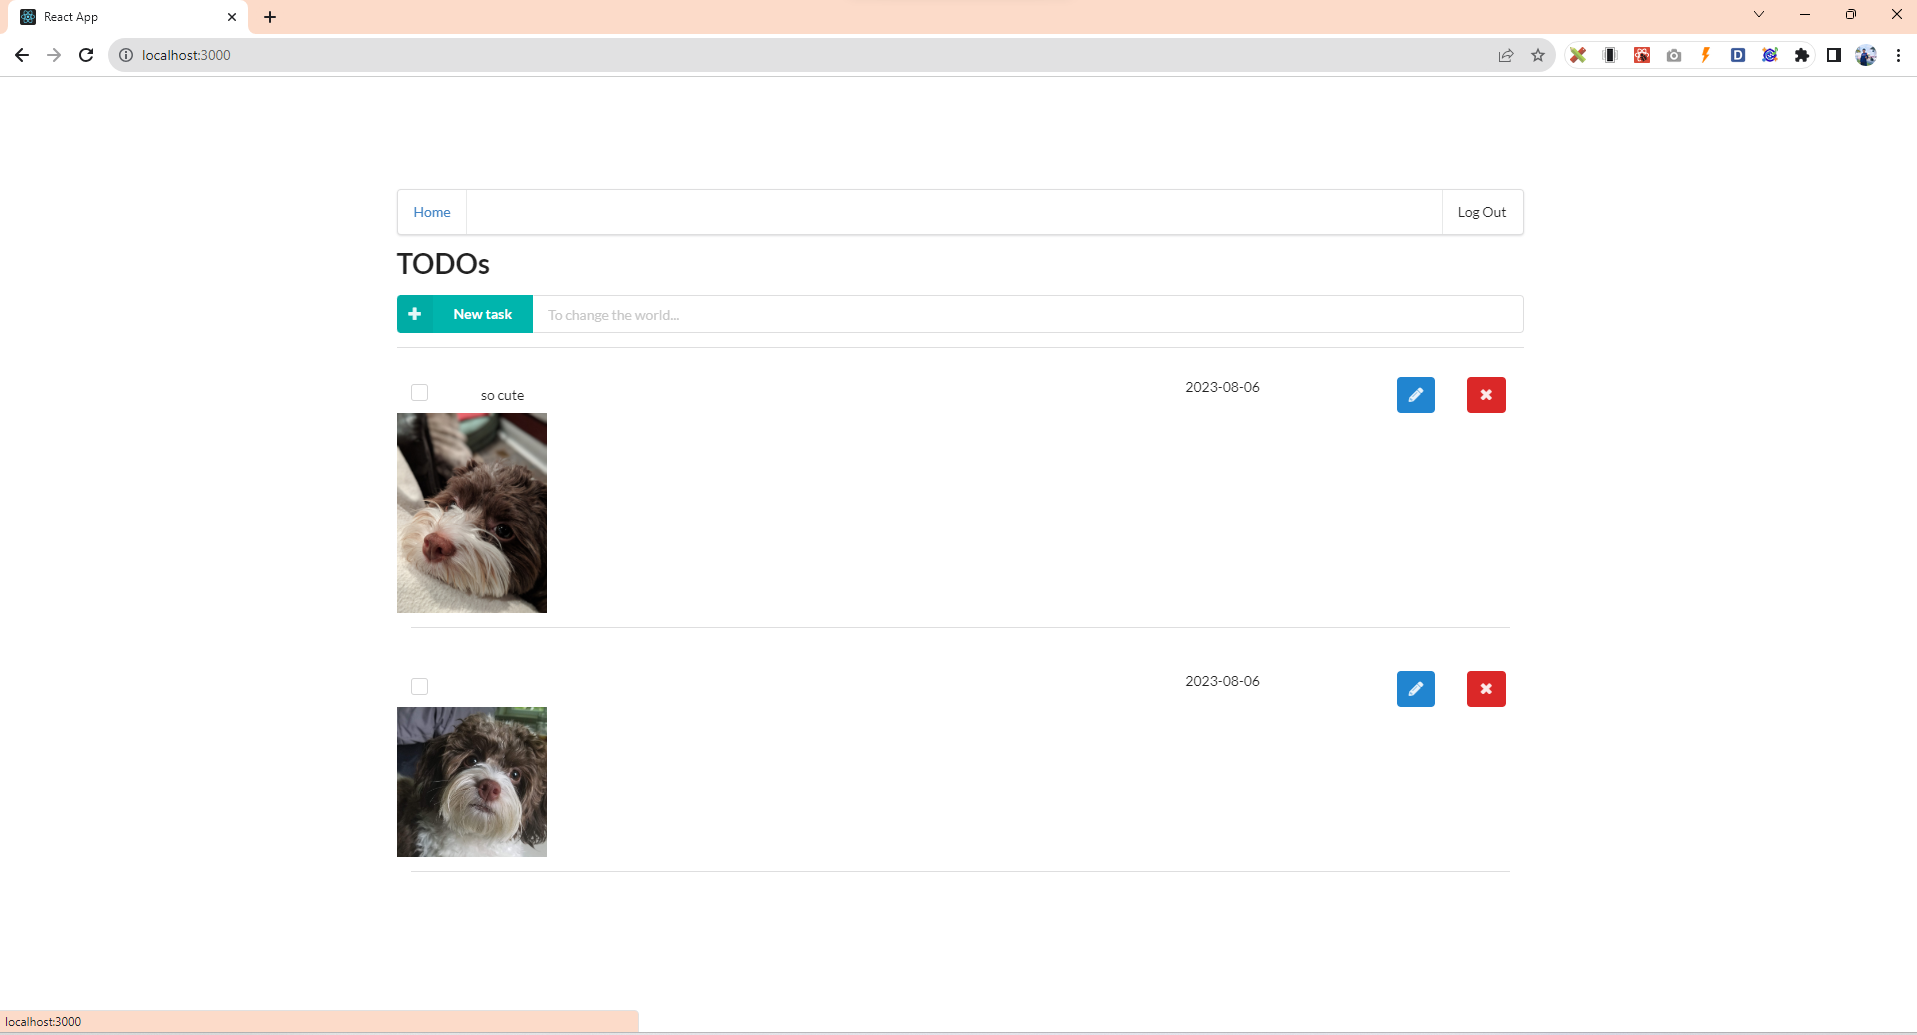 React App
localhost:3000
Home
Log Out
TODOs
New task
To change the world...
so cute
2023-08-06
2023-08-06
localhost:3000